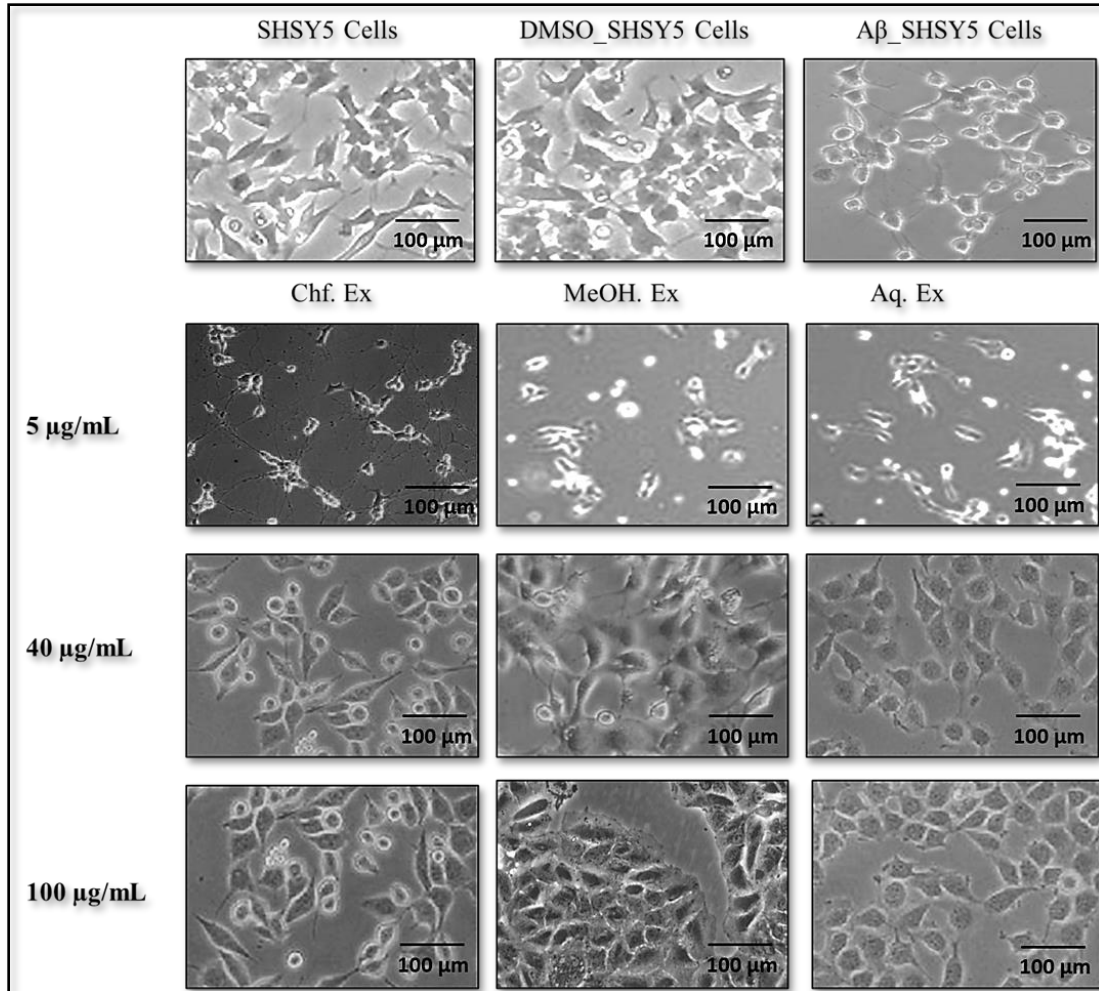 SHSY5 Cells DMSO_SHSY5 Cells Aβ_SHSY5 Cells
100 μm 100 μm 100 μm
Chf. Ex MeOH. Ex Aq. Ex
5 μg/mL
100 μm 100 μm 100 μm
40 μg/mL
100 μm 100 μm 100 μm
100 μg/mL
100 μm 100 μm 100 μm